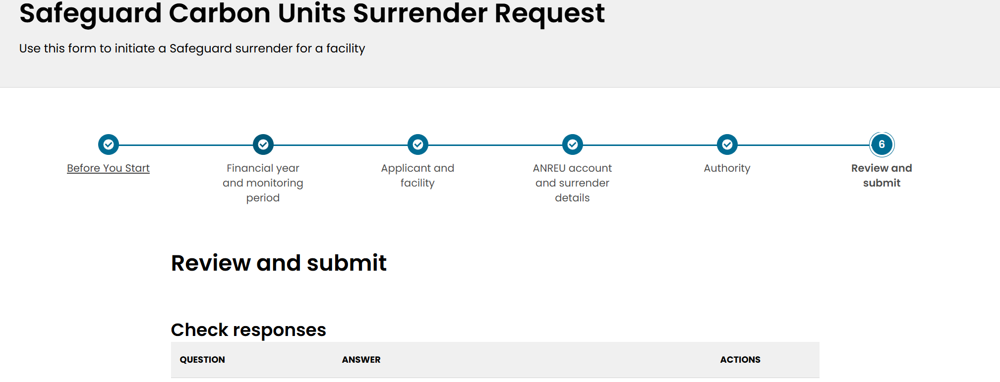 Safeguard Carbon Units Surrender Request
Use this form to initiate a Safeguard surrender for a facility
6
Before You Start
Financial year
and monitoring
period
Applicant and
facility
ANREU account
and surrender
details
Authority
Review and
submit
Review and submit
Check responses
QUESTION ANSWER ACTIONS